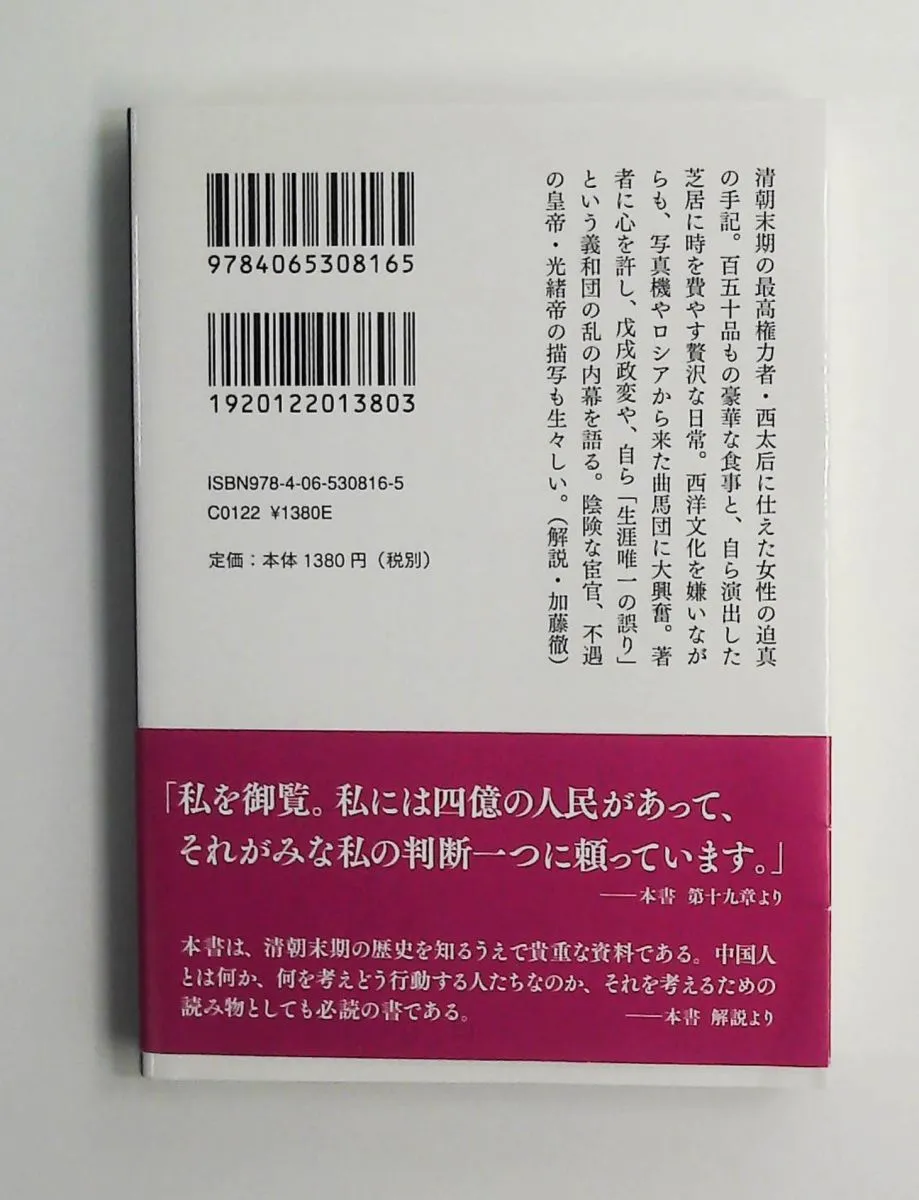 9784065308165
1920122013803
ISBN978-4-06-530816-5
C0122 ¥1380E
定価：本体1380円（税別）
清朝末期の最高権力者・西太后に仕えた女性の迫真
の手記。百五十品もの豪華な食事と、自ら演出した
芝居に時を費やす贅沢な日常。西洋文化を嫌いなが
らも、写真機やロシアから来た曲馬団に大興奮。著
者に心を許し、戊戌政変や、自ら「生涯唯一の誤り」
という義和団の乱の内幕を語る。陰険な宦官、不遇
の皇帝・光緒帝の描写も生々しい。（解説・加藤徹）
「私を御覧。私には四億の人民があって、
それがみな私の判断一つに頼っています。」
──本書 第十九章より
本書は、清朝末期の歴史を知るうえで貴重な資料である。中国人
とは何か、何を考えどう行動する人たちなのか、それを考えるための
読み物としても必読の書である。 ──本書 解説より